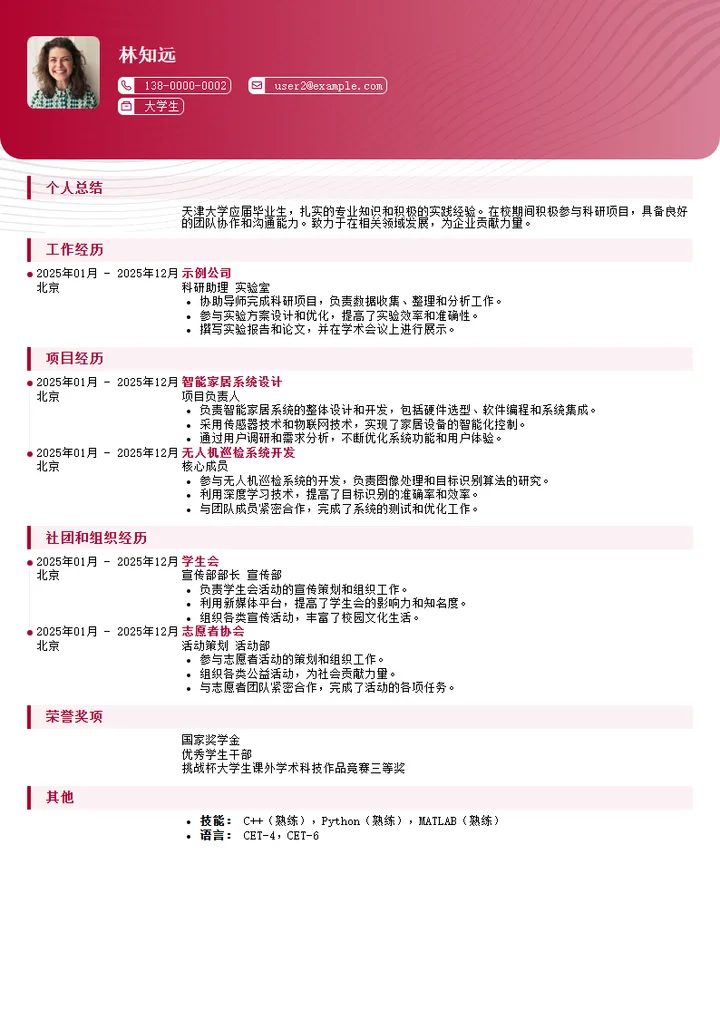 林知远
138-0000-0002
user2@example.com
大学生
个人总结
天津大学应届毕业生，扎实的专业知识和积极的实践经验。在校期间积极参与科研项目，具备良好
的团队协作和沟通能力。致力于在相关领域发展，为企业贡献力量。
工作经历
2025年01月 - 2025年12月 示例公司
北京 科研助理 实验室
• 协助导师完成科研项目，负责数据收集、整理和分析工作。
• 参与实验方案设计和优化，提高了实验效率和准确性。
• 撰写实验报告和论文，并在学术会议上进行展示。
项目经历
2025年01月 - 2025年12月 智能家居系统设计
北京 项目负责人
• 负责智能家居系统的整体设计和开发，包括硬件选型、软件编程和系统集成。
• 采用传感器技术和物联网技术，实现了家居设备的智能化控制。
• 通过用户调研和需求分析，不断优化系统功能和用户体验。
2025年01月 - 2025年12月 无人机巡检系统开发
北京 核心成员
• 参与无人机巡检系统的开发，负责图像处理和目标识别算法的研究。
• 利用深度学习技术，提高了目标识别的准确率和效率。
• 与团队成员紧密合作，完成了系统的测试和优化工作。
社团和组织经历
2025年01月 - 2025年12月 学生会
北京 宣传部部长 宣传部
• 负责学生会活动的宣传策划和组织工作。
• 利用新媒体平台，提高了学生会的影响力和知名度。
• 组织各类宣传活动，丰富了校园文化生活。
2025年01月 - 2025年12月 志愿者协会
北京 活动策划 活动部
• 参与志愿者活动的策划和组织工作。
• 组织各类公益活动，为社会贡献力量。
• 与志愿者团队紧密合作，完成了活动的各项任务。
荣誉奖项
国家奖学金
优秀学生干部
挑战杯大学生课外学术科技作品竞赛三等奖
其他
• 技能： C++（熟练），Python（熟练），MATLAB（熟练）
• 语言： CET-4，CET-6